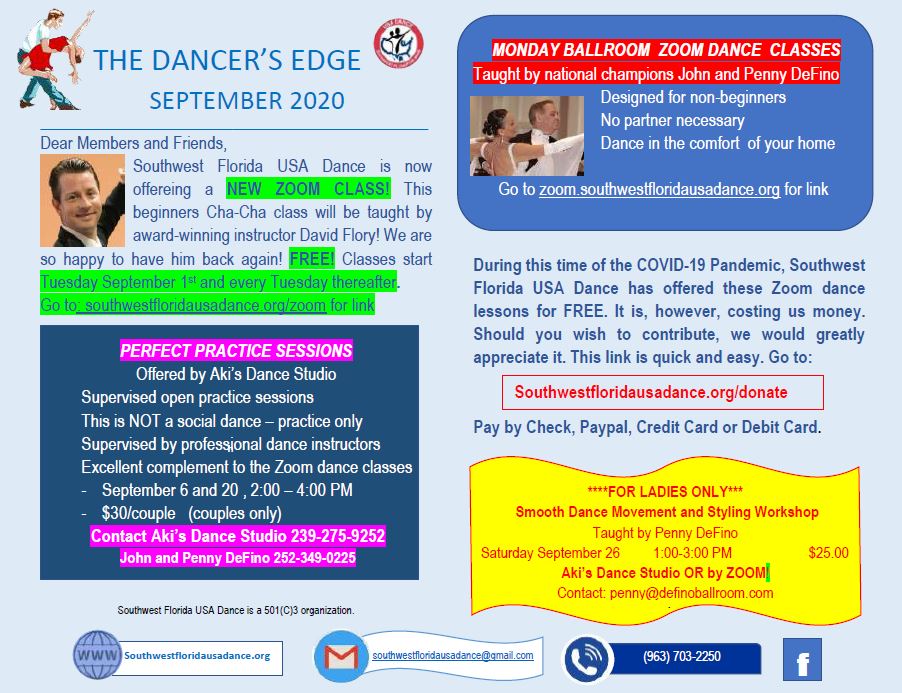 THE DANCER'S EDGE
SEPTEMBER 2020
Dear Members and Friends,
Southwest Florida USA Dance is now
offereing a NEW ZOOM CLASS! This
beginners Cha-Cha class will be taught by
award-winning instructor David Flory! We are
so happy to have him back again! FREE! Classes start
Tuesday September 1st and every Tuesday thereafter.
Go to: southwestfloridausadance.org/zoom for link
PERFECT PRACTICE SESSIONS
Offered by Aki's Dance Studio
Supervised open practice sessions
This is NOT a social dance – practice only
Supervised by professional dance instructors
Excellent complement to the Zoom dance classes
- September 6 and 20 , 2:00 – 4:00 PM
- $30/couple (couples only)
Contact Aki's Dance Studio 239-275-9252
John and Penny DeFino 252-349-0225
Southwest Florida USA Dance is a 501(C)3 organization.
MONDAY BALLROOM ZOOM DANCE CLASSES
Taught by national champions John and Penny DeFino
Designed for non-beginners
No partner necessary
Dance in the comfort of your home
Go to zoom.southwestfloridausadance.org for link
During this time of the COVID-19 Pandemic, Southwest
Florida USA Dance has offered these Zoom dance
lessons for FREE. It is, however, costing us money.
Should you wish to contribute, we would greatly
appreciate it. This link is quick and easy. Go to:
Southwestfloridausadance.org/donate
Pay by Check, Paypal, Credit Card or Debit Card.
****FOR LADIES ONLY***
Smooth Dance Movement and Styling Workshop
Taught by Penny DeFino
Saturday September 26 1:00-3:00 PM $25.00
Aki's Dance Studio OR by ZOOM!
Contact: penny@definoballroom.com
WWW Southwestfloridausadance.org
southwestfloridausadance@gmail.com
(963) 703-2250
f